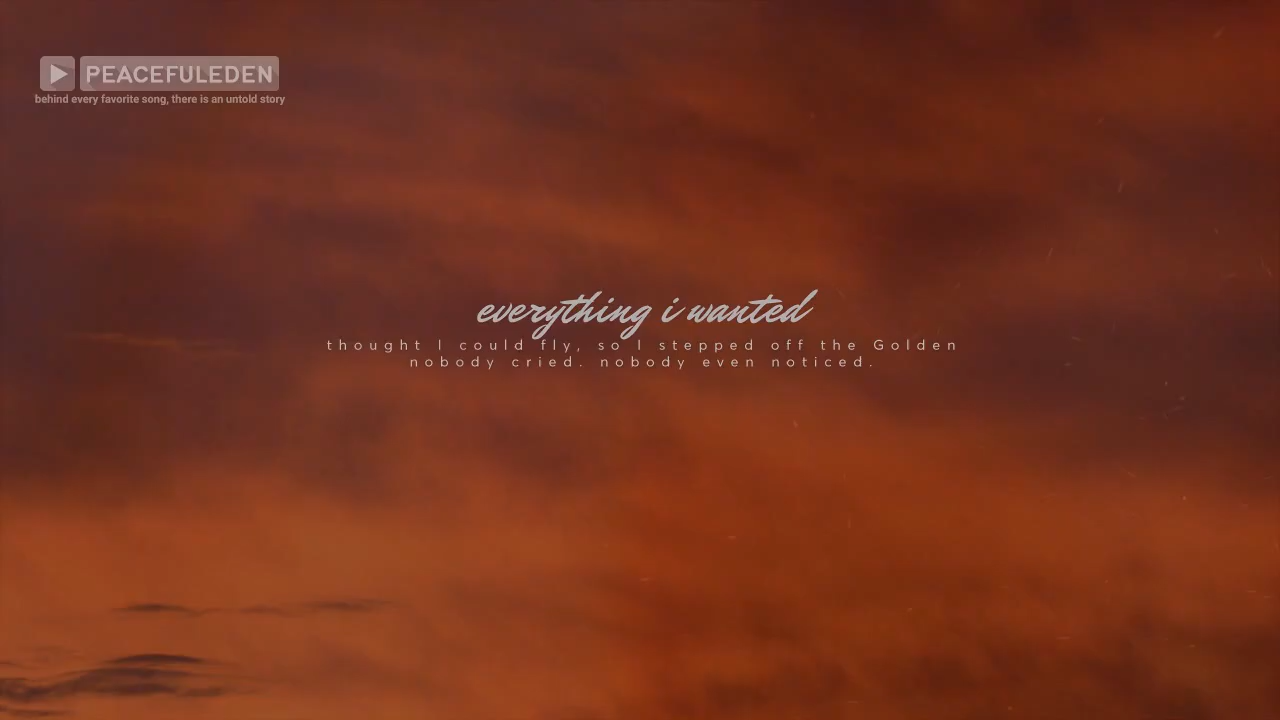 PEACEFULEDEN
behind every favorite song, there is an untold story
everything i wanted
thought I could fly, so I stepped off the Golden
nobody cried. nobody even noticed.